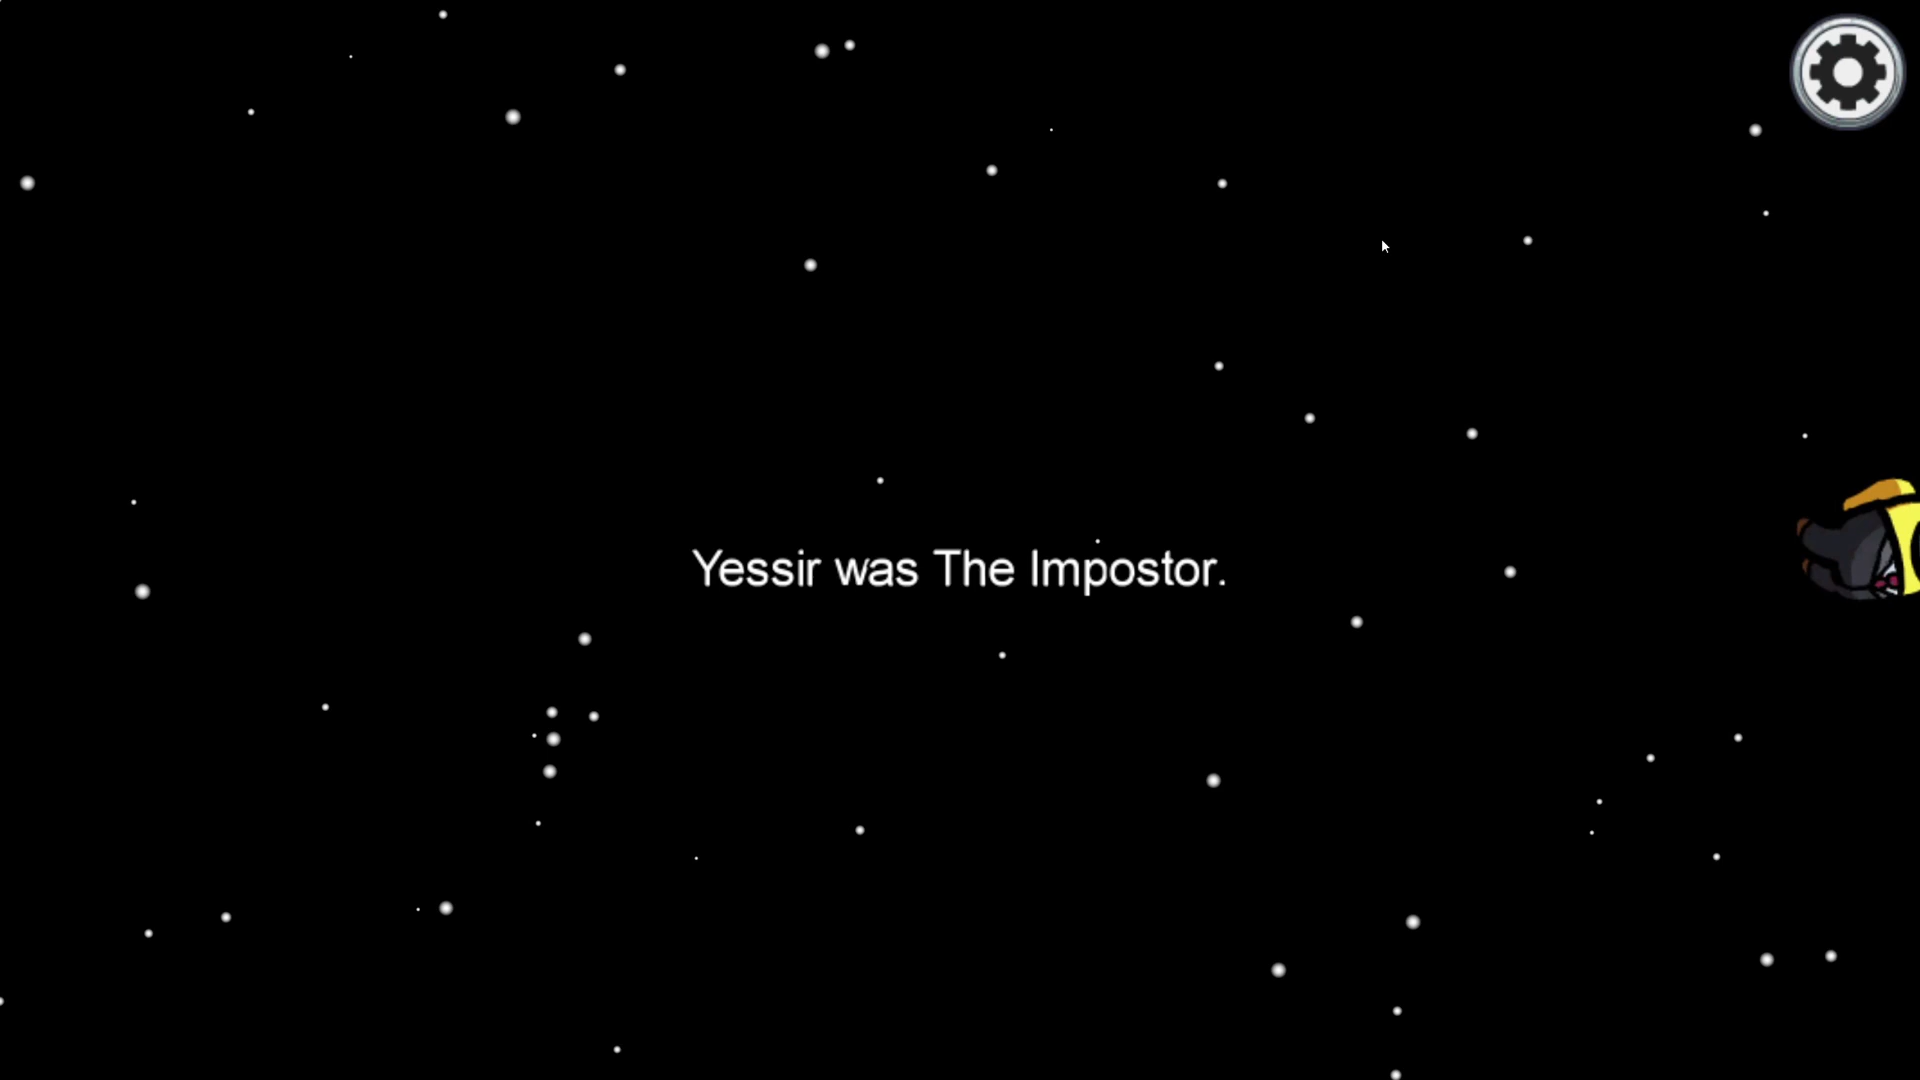 Yessir was The Impostor.